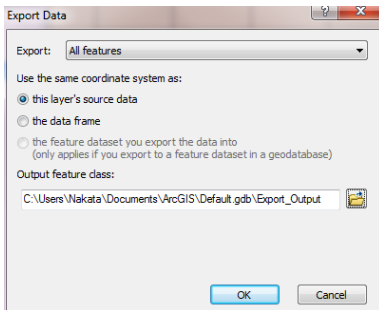 Export Data
Export: All features
Use the same coordinate system as:
this layer's source data
the data frame
the feature dataset you export the data into
(only applies if you export to a feature dataset in a geodatabase)
Output feature class:
C:\Users\Nakata\Documents\ArcGIS\Default.gdb\Export_Output
OK Cancel